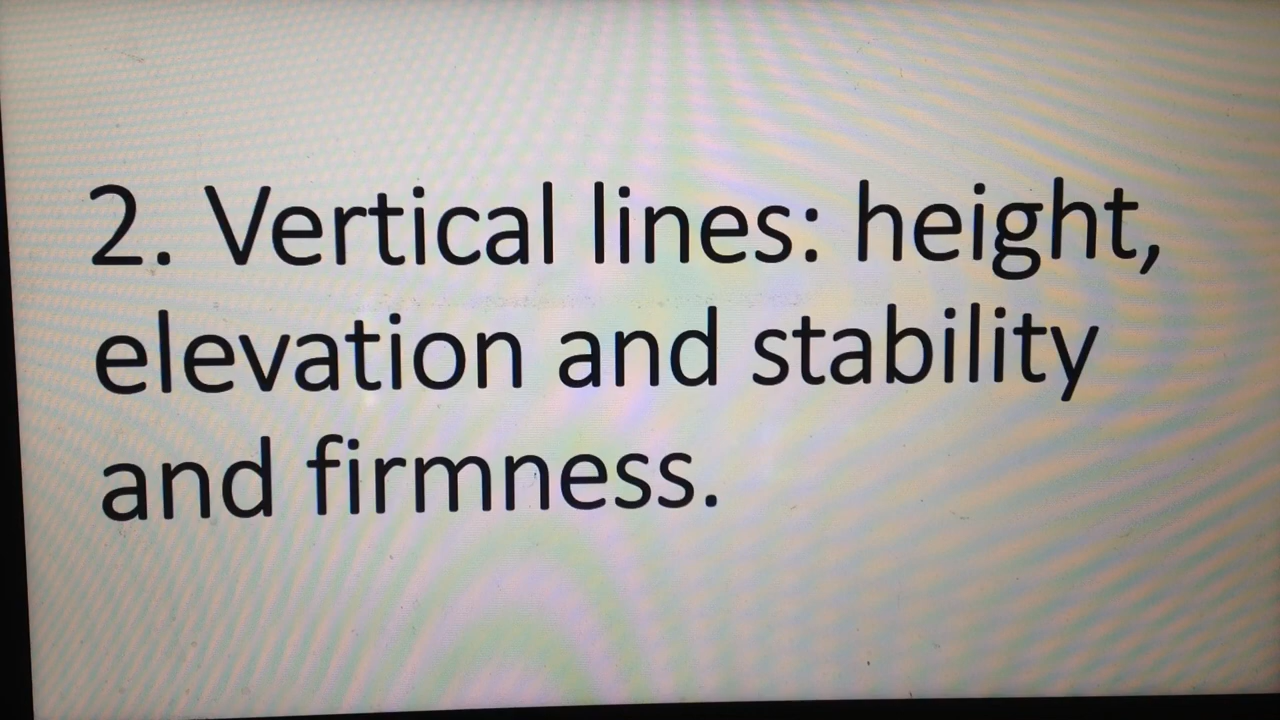 2. Vertical lines: height,
elevation and stability
and firmness.